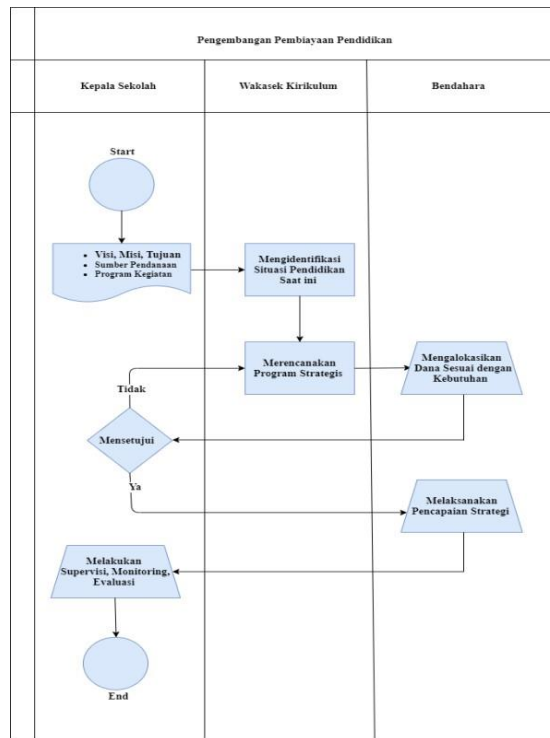 Pengembangan Pembiayaan Pendidikan
Kepala Sekolah
Wakasek Kirikulum
Bendahara
Start
• Visi, Misi, Tujuan
• Sumber Pendanaan
• Program Kegiatan
Mengidentifikasi
Situasi Pendidikan
Saat ini
Merencanakan
Program Strategis
Mengalokasikan
Dana Sesuai dengan
Kebutuhan
Tidak
Mensetujui
Ya
Melaksanakan
Pencapaian Strategi
Melakukan
Supervisi, Monitoring,
Evaluasi
End